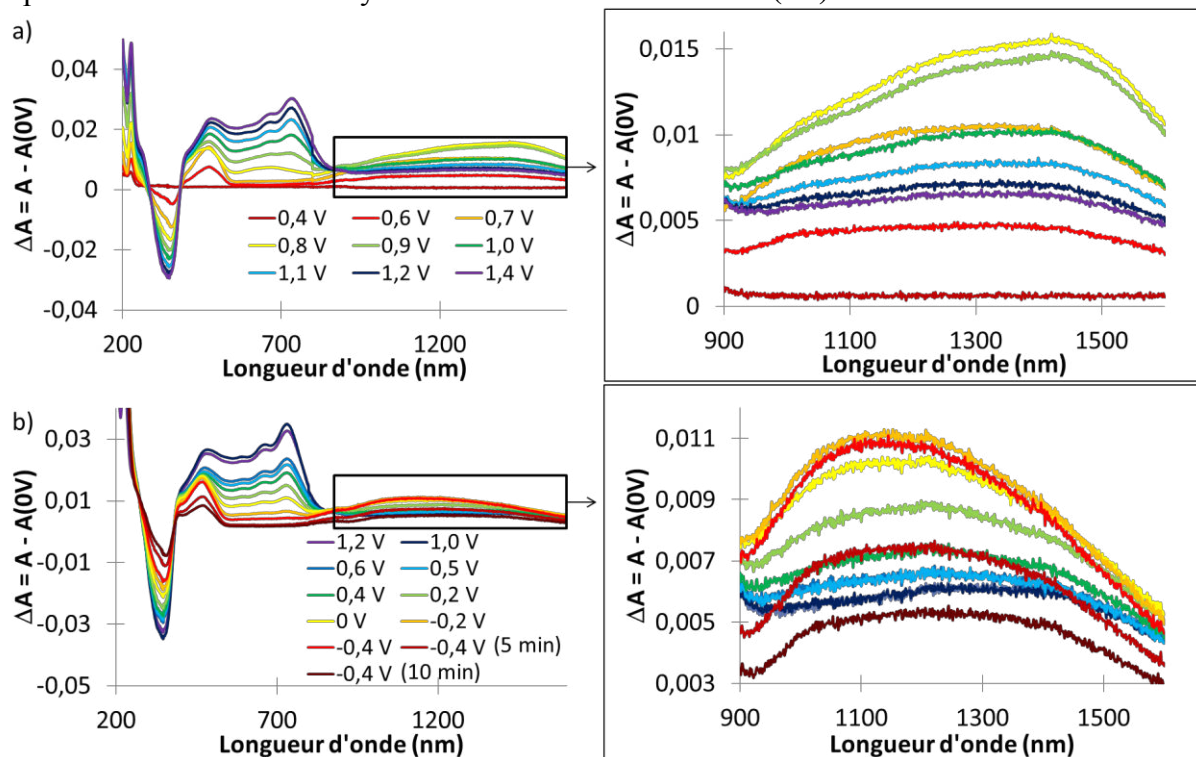 a)
ΔA = A - A(0V)
0,04
0,02
0
-0,02
-0,04
0,4 V 0,6 V 0,7 V
0,8 V 0,9 V 1,0 V
1,1 V 1,2 V 1,4 V
200 700 1200
Longueur d'onde (nm)
ΔA = A - A(0V)
0,015
0,01
0,005
0
900 1100 1300 1500
Longueur d'onde (nm)
b)
ΔA = A - A(0V)
0,03
0,01
-0,01
-0,03
-0,05
1,2 V 1,0 V
0,6 V 0,5 V
0,4 V 0,2 V
0 V -0,2 V
-0,4 V -0,4 V (5 min)
-0,4 V (10 min)
200 700 1200
Longueur d'onde (nm)
ΔA = A - A(0V)
0,011
0,009
0,007
0,005
0,003
900 1100 1300 1500
Longueur d'onde (nm)